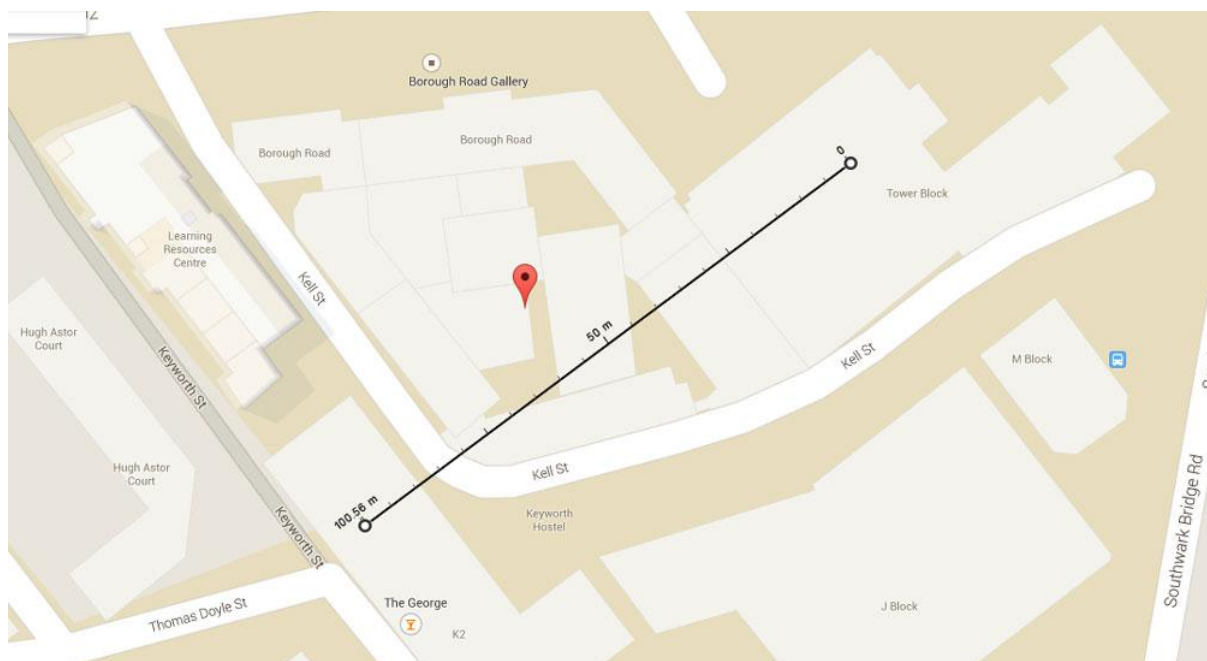 Borough Road Gallery
Borough Road
Borough Road
0
Tower Block
Learning
Resources
Centre
Kell St
50 m
Hugh Astor
Court
Keyworth St
Kell St
M Block
Hugh Astor
Court
Kell St
100.56 m
Keyworth
Hostel
Southwark Bridge Rd
Keyworth St
Thomas Doyle St
The George
K2
J Block